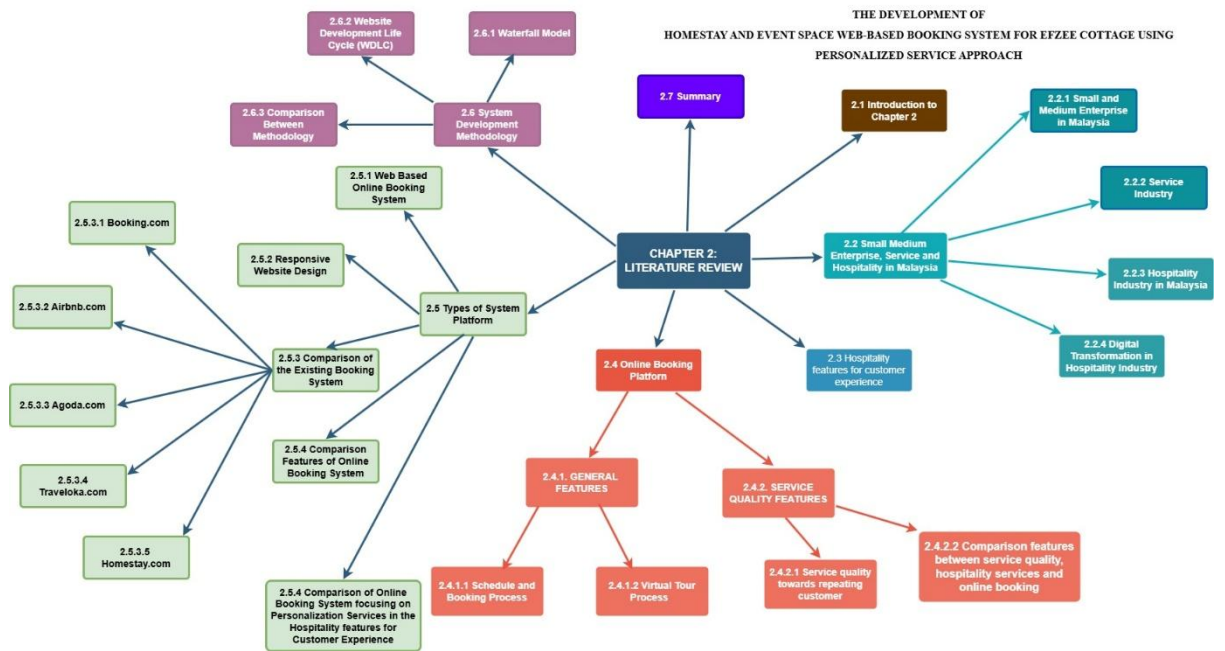 THE DEVELOPMENT OF
HOMESTAY AND EVENT SPACE WEB-BASED BOOKING SYSTEM FOR EFZEE COTTAGE USING
PERSONALIZED SERVICE APPROACH
2.6.2 Website
Development Life
Cycle (WDLC)
2.6.1 Waterfall Model
2.6.3 Comparison
Between
Methodology
2.6 System
Development
Methodology
2.7 Summary
2.1 Introduction to
Chapter 2
2.2.1 Small and
Medium Enterprise
in Malaysia
2.2.2 Service
Industry
2.2.3 Hospitality
Industry in Malaysia
2.2.4 Digital
Transformation in
Hospitality Industry
2.2 Small Medium
Enterprise, Service and
Hospitality in Malaysia
CHAPTER 2:
LITERATURE REVIEW
2.3 Hospitality
features for customer
experience
2.4 Online Booking
Platforn
2.4.1. GENERAL
FEATURES
2.4.2. SERVICE
QUALITY FEATURES
2.4.1.1 Schedule and
Booking Process
2.4.1.2 Virtual Tour
Process
2.4.2.1 Service quality
towards repeating
customer
2.4.2.2 Comparison features
between service quality,
hospitality services and
online booking
2.5 Types of System
Platform
2.5.1 Web Based
Online Booking
System
2.5.2 Responsive
Website Design
2.5.3 Comparison of
the Existing Booking
System
2.5.3.1 Booking.com
2.5.3.2 Airbnb.com
2.5.3.3 Agoda.com
2.5.3.4
Traveloka.com
2.5.3.5
Homestay.com
2.5.4 Comparison
Features of Online
Booking System
2.5.4 Comparison of Online
Booking System focusing on
Personalization Services in the
Hospitality features for
Customer Experience